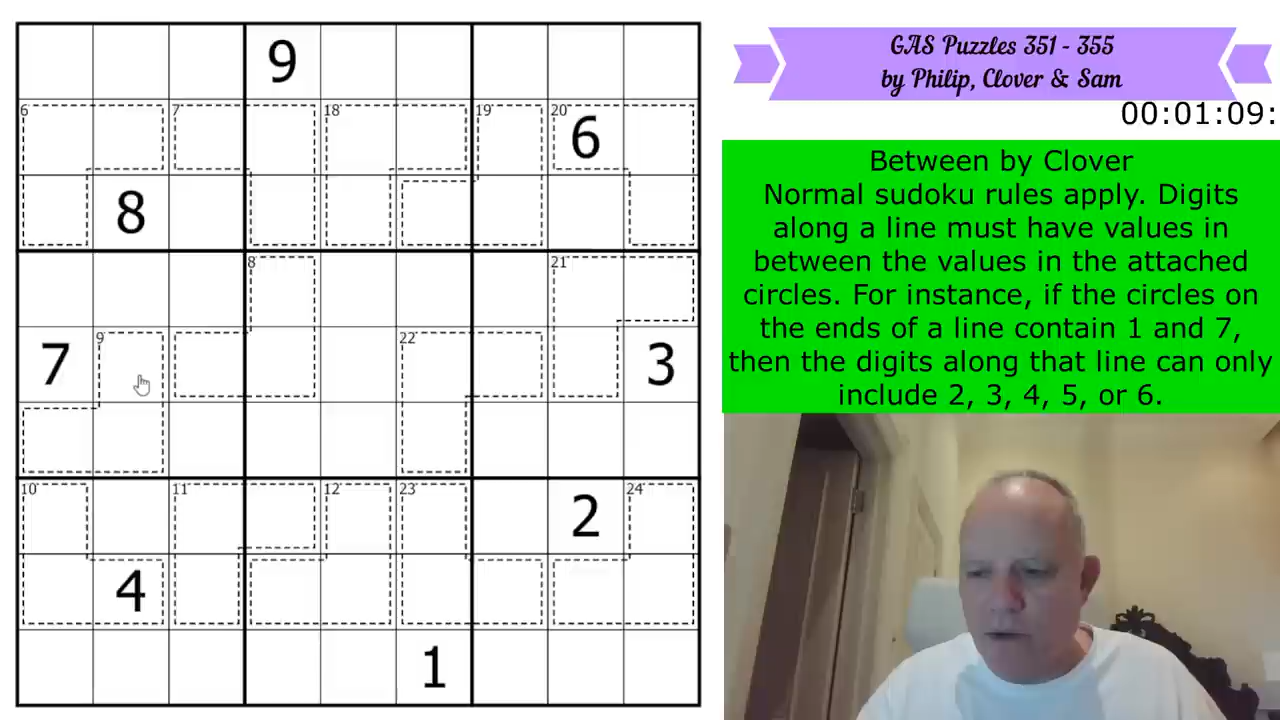 GAS Puzzles 351 - 355
by Philip, Clover & Sam
00:01:09:
Between by Clover
Normal sudoku rules apply. Digits
along a line must have values in
between the values in the attached
circles. For instance, if the circles on
the ends of a line contain 1 and 7,
then the digits along that line can only
include 2, 3, 4, 5, or 6.
9
6 7 18 19 20 6
8
8 21
7 9 22 3
10 11 12 23 2 24
4
1